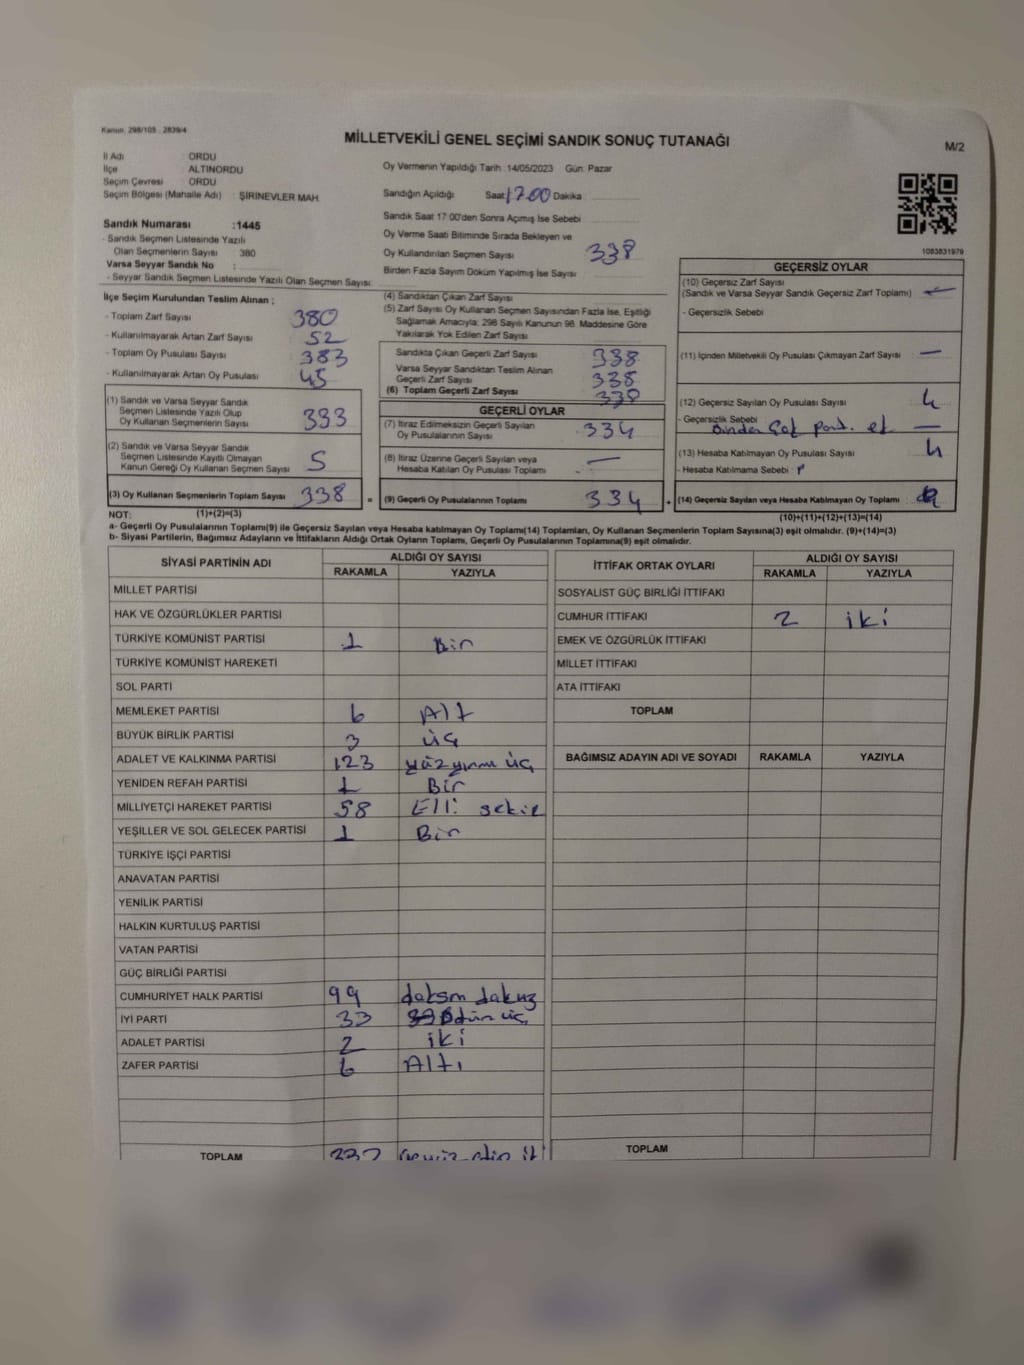 Kanun, 298/105 , 2839/4
MİLLETVEKİLİ GENEL SEÇİMİ SANDIK SONUÇ TUTANAĞI
M/2
İl Adı : ORDU
İlçe : ALTINORDU
Seçim Çevresi : ORDU
Seçim Bölgesi (Mahalle Adı) : ŞİRİNEVLER MAH.
Oy Vermenin Yapıldığı Tarih : 14/05/2023 Gün: Pazar
Sandığın Açıldığı Saat 17.00 Dakika
Sandık Saat 17:00'den Sonra Açımış İse Sebebi
Oy Verme Saati Bitiminde Sırada Bekleyen ve
Oy Kullandırılan Seçmen Sayısı 338
Birden Fazla Sayım Döküm Yapılmış İse Sayısı
1083831979
Sandık Numarası :1445
- Sandık Seçmen Listesinde Yazılı
Olan Seçmenlerin Sayısı : 380
Varsa Seyyar Sandık No :
- Seyyar Sandık Seçmen Listesinde Yazılı Olan Seçmen Sayısı:
İlçe Seçim Kurulundan Teslim Alınan ;
- Toplam Zarf Sayısı 380
- Kullanılmayarak Artan Zarf Sayısı 52
- Toplam Oy Pusulası Sayısı 383
- Kullanılmayarak Artan Oy Pusulası 45
(1) Sandık ve Varsa Seyyar Sandık
Seçmen Listesinde Yazılı Olup
Oy Kullanan Seçmenlerin Sayısı 333
(2) Sandık ve Varsa Seyyar Sandık
Seçmen Listesinde Kayıtlı Olmayan
Kanun Gereği Oy Kullanan Seçmen Sayısı 5
(3) Oy Kullanan Seçmenlerin Toplam Sayısı 338
(4) Sandıktan Çıkan Zarf Sayısı
(5) Zarf Sayısı Oy Kullanan Seçmen Sayısından Fazla İse, Eşitliği
Sağlamak Amacıyla; 298 Sayılı Kanunun 98. Maddesine Göre
Yakılarak Yok Edilen Zarf Sayısı
Sandıkta Çıkan Geçerli Zarf Sayısı 338
Varsa Seyyar Sandıktan Teslim Alınan
Geçerli Zarf Sayısı 338
(6) Toplam Geçerli Zarf Sayısı 338
GEÇERLİ OYLAR
(7) İtiraz Edilmeksizin Geçerli Sayılan
Oy Pusulalarının Sayısı 334
(8) İtiraz Üzerine Geçerli Sayılan veya
Hesaba Katılan Oy Pusulası Toplamı —
= (9) Geçerli Oy Pusulalarının Toplamı 334
GEÇERSİZ OYLAR
(10) Geçersiz Zarf Sayısı
(Sandık ve Varsa Seyyar Sandık Geçersiz Zarf Toplamı) —
- Geçersizlik Sebebi
(11) İçinden Milletvekili Oy Pusulası Çıkmayan Zarf Sayısı —
(12) Geçersiz Sayılan Oy Pusulası Sayısı 4
- Geçersizlik Sebebi
(13) Hesaba Katılmayan Oy Pusulası Sayısı 4
- Hesaba Katılmama Sebebi :
+ (14) Geçersiz Sayılan veya Hesaba Katılmayan Oy Toplamı
NOT: (1)+(2)=(3)
(10)+(11)+(12)+(13)=(14)
a- Geçerli Oy Pusulalarının Toplamı(9) ile Geçersiz Sayılan veya Hesaba katılmayan Oy Toplamı(14) Toplamları, Oy Kullanan Seçmenlerin Toplam Sayısına(3) eşit olmalıdır. (9)+(14)=(3)
b- Siyasi Partilerin, Bağımsız Adayların ve İttifakların Aldığı Ortak Oyların Toplamı, Geçerli Oy Pusulalarının Toplamına(9) eşit olmalıdır.
SİYASİ PARTİNİN ADI ALDIĞI OY SAYISI
RAKAMLA YAZIYLA
MİLLET PARTİSİ
HAK VE ÖZGÜRLÜKLER PARTİSİ
TÜRKİYE KOMÜNİST PARTİSİ 1 Bir
TÜRKİYE KOMÜNİST HAREKETİ
SOL PARTİ
MEMLEKET PARTİSİ 6 Altı
BÜYÜK BİRLİK PARTİSİ 3 üç
ADALET VE KALKINMA PARTİSİ 123 yüzyirmi üç
YENİDEN REFAH PARTİSİ 1 Bir
MİLLİYETÇİ HAREKET PARTİSİ 58 Elli sekiz
YEŞİLLER VE SOL GELECEK PARTİSİ 1 Bir
TÜRKİYE İŞÇİ PARTİSİ
ANAVATAN PARTİSİ
YENİLİK PARTİSİ
HALKIN KURTULUŞ PARTİSİ
VATAN PARTİSİ
GÜÇ BİRLİĞİ PARTİSİ
CUMHURİYET HALK PARTİSİ 99 doksan dokuz
İYİ PARTİ 33 üç
ADALET PARTİSİ 2 iki
ZAFER PARTİSİ 6 Altı
TOPLAM
İTTİFAK ORTAK OYLARI ALDIĞI OY SAYISI
RAKAMLA YAZIYLA
SOSYALİST GÜÇ BİRLİĞİ İTTİFAKI
CUMHUR İTTİFAKI 2 iki
EMEK VE ÖZGÜRLÜK İTTİFAKI
MİLLET İTTİFAKI
ATA İTTİFAKI
TOPLAM
BAĞIMSIZ ADAYIN ADI VE SOYADI RAKAMLA YAZIYLA
TOPLAM